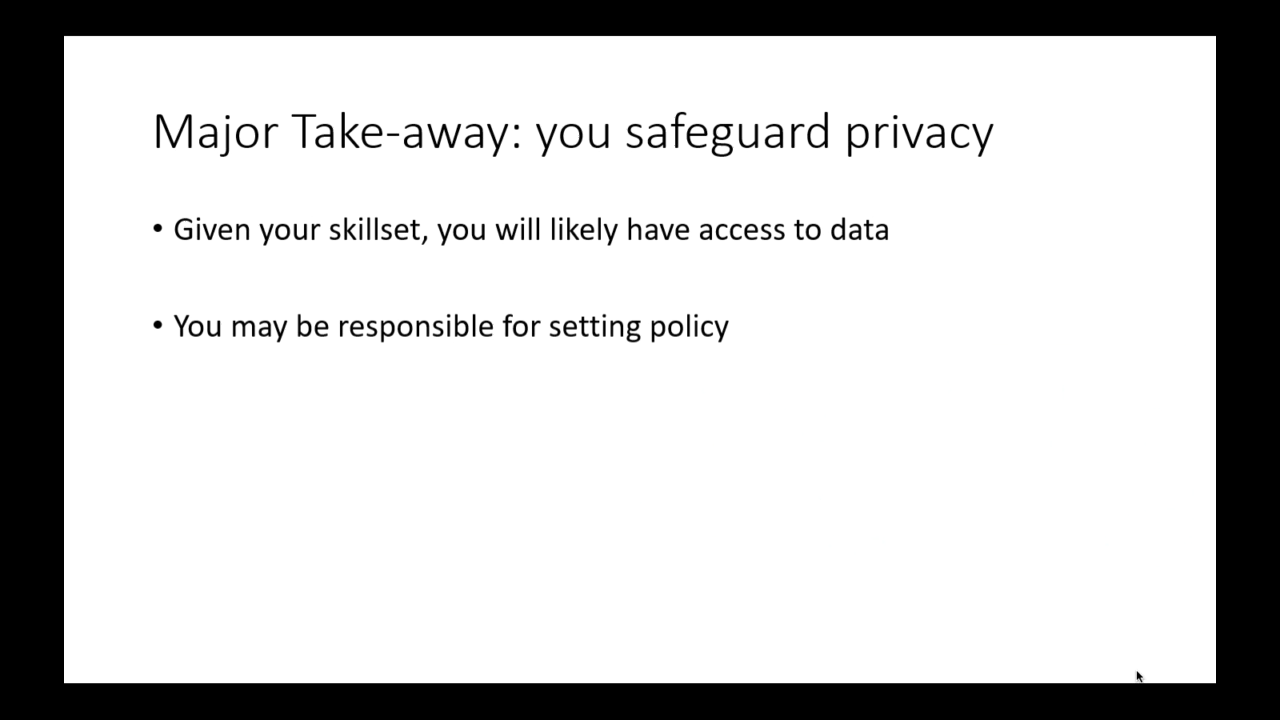 Major Take-away: you safeguard privacy
• Given your skillset, you will likely have access to data
• You may be responsible for setting policy